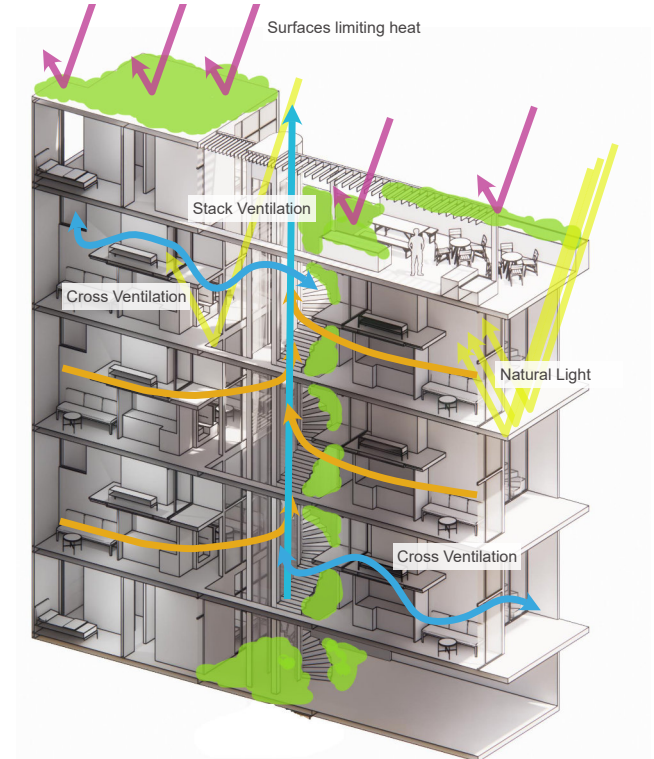 Surfaces limiting heat
Stack Ventilation
Cross Ventilation
Natural Light
Cross Ventilation